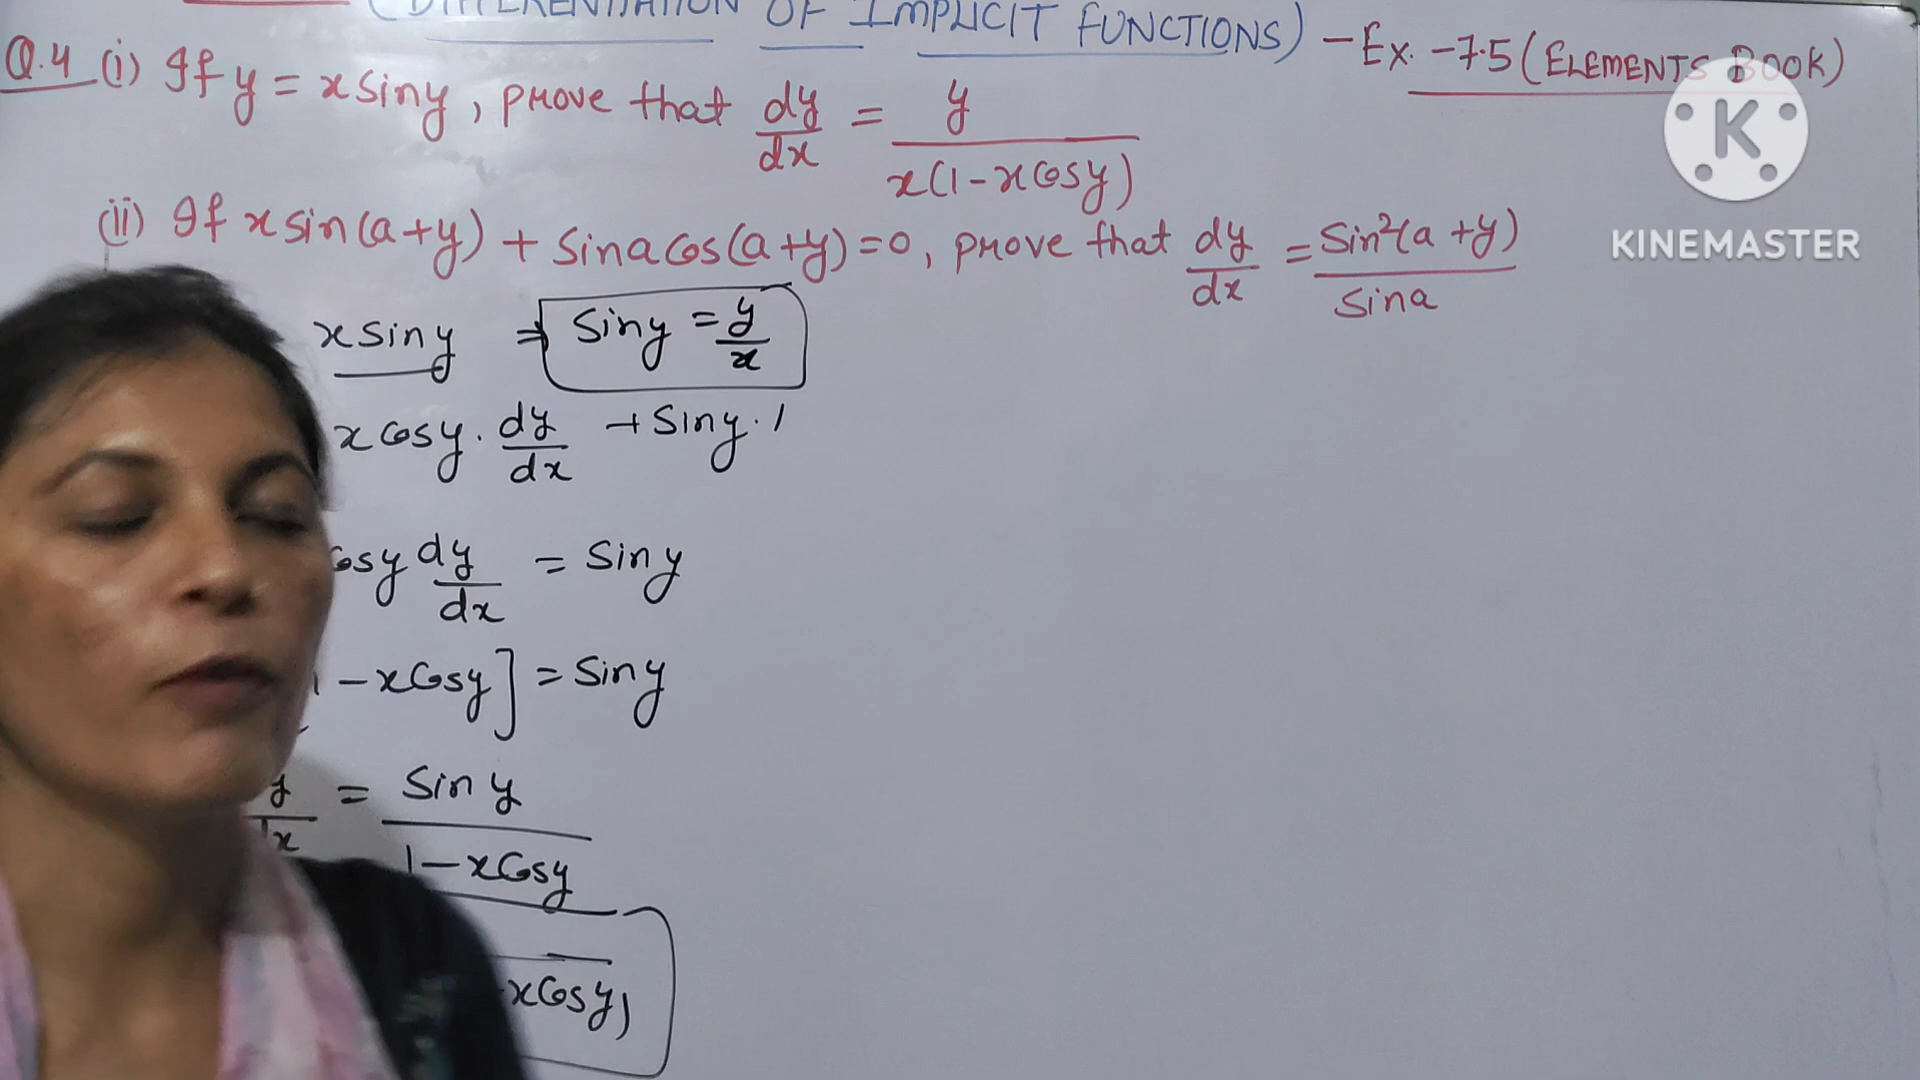 (DIFFERENTIATION OF IMPLICIT FUNCTIONS) - Ex. - 7.5 (ELEMENTS BOOK)
Q.4 (i) If y = x sin y, prove that dy/dx = y/x(1-x cos y)
(ii) If x sin(a+y) + sin a cos(a+y) = 0, prove that dy/dx = sin²(a+y)/sin a
x sin y ⇒ sin y = y/x
x cos y · dy/dx + sin y · 1
cos y dy/dx = sin y
- x cos y] = sin y
y/dx = sin y/1 - x cos y
x cos y)
K
KINEMASTER